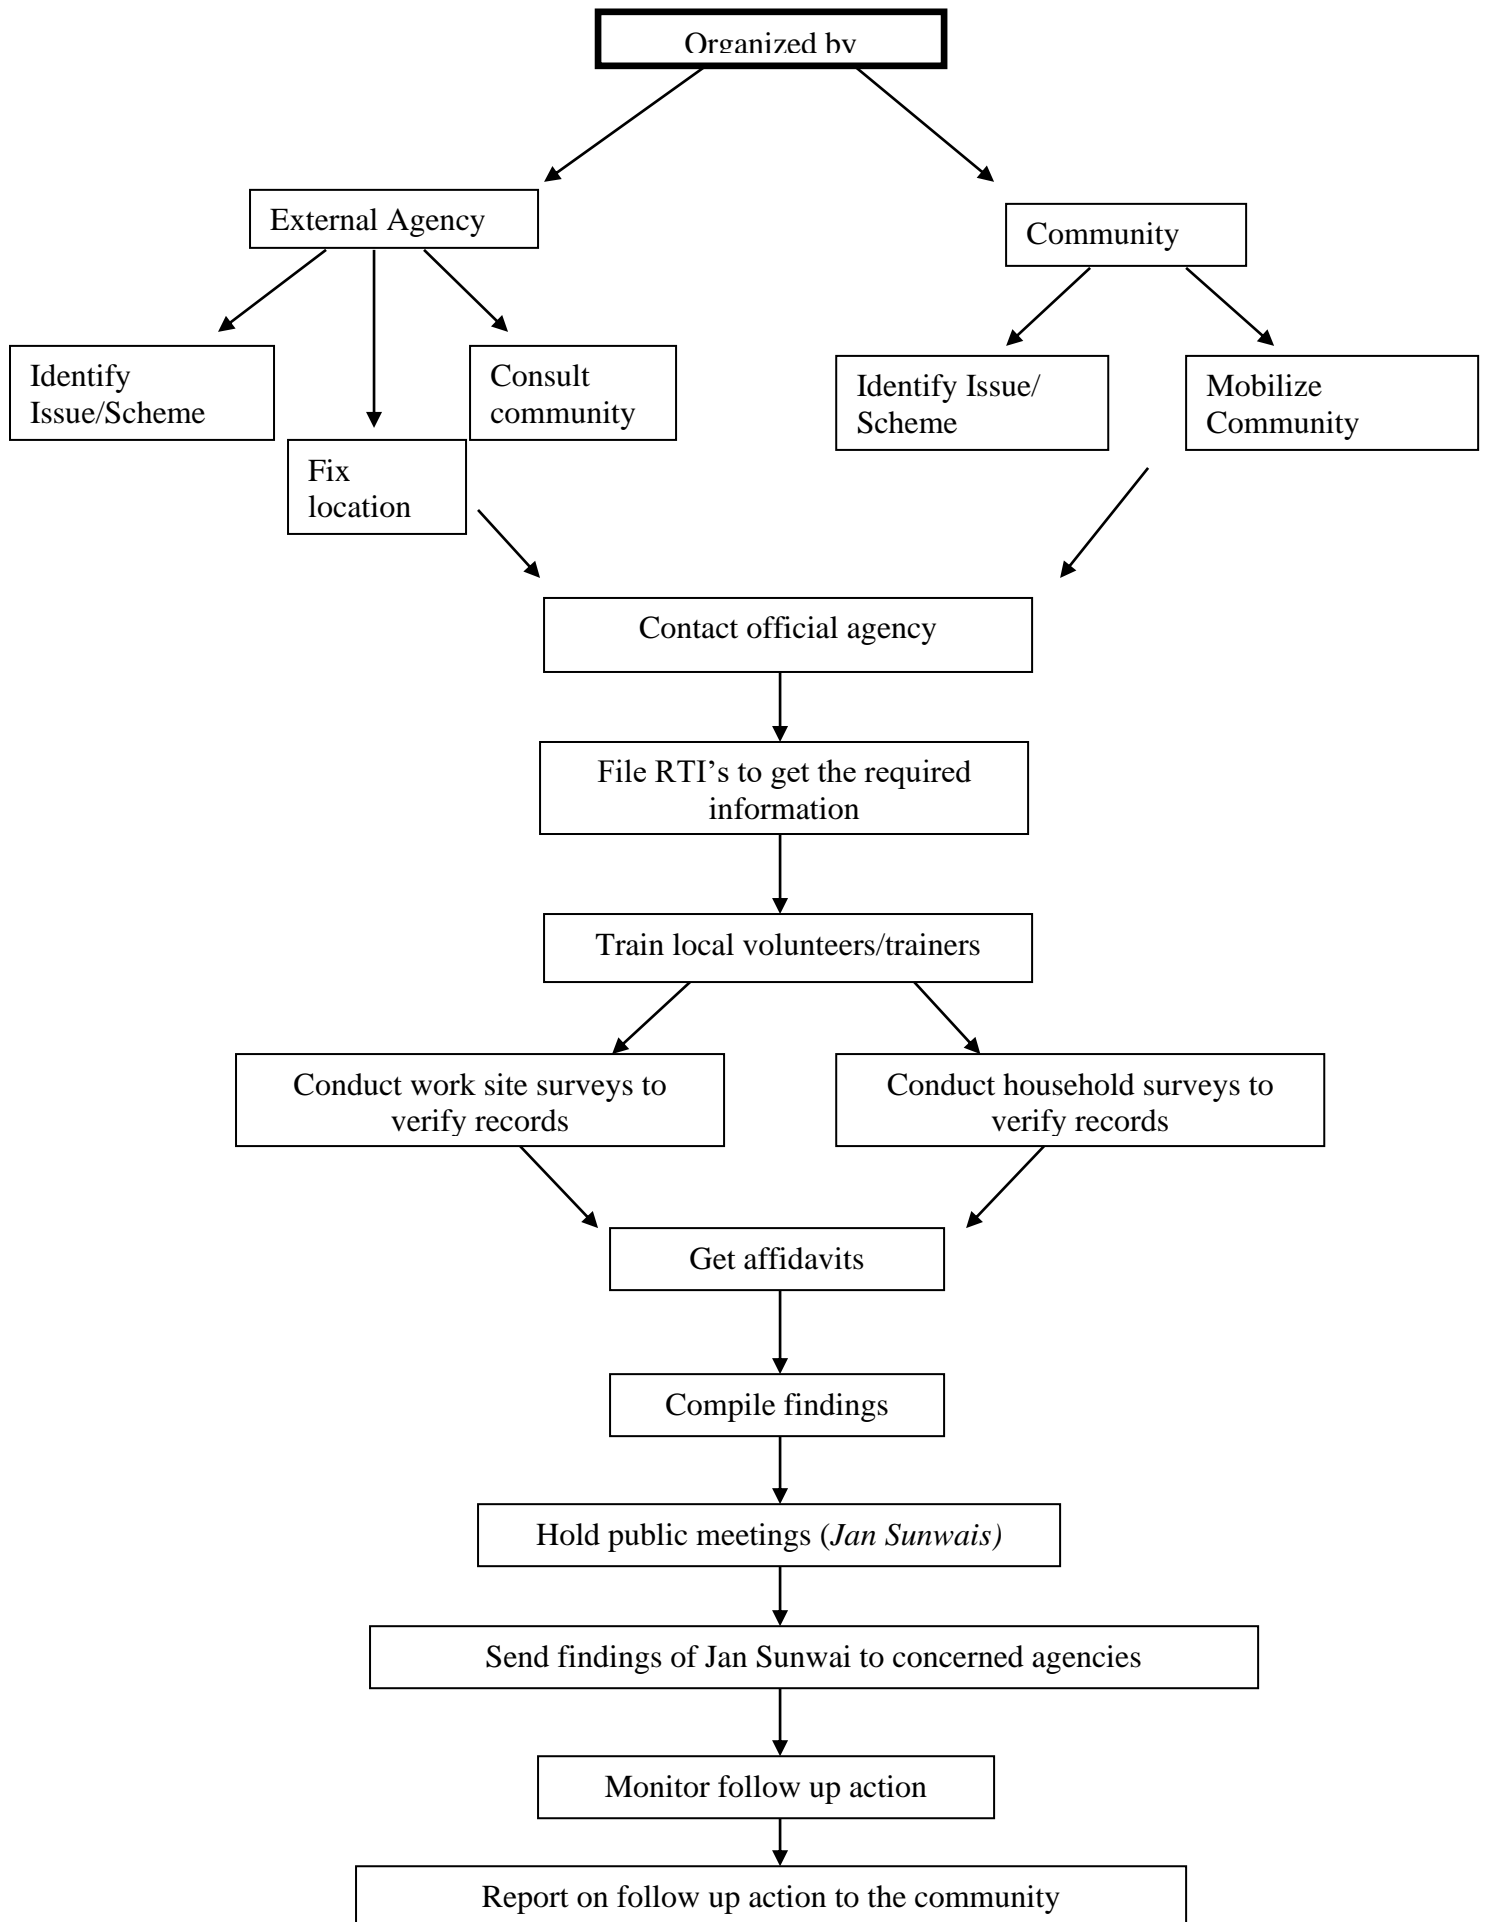 Organized by
External Agency
Community
Identify
Issue/Scheme
Consult
community
Identify Issue/
Scheme
Mobilize
Community
Fix
location
Contact official agency
File RTI’s to get the required
information
Train local volunteers/trainers
Conduct work site surveys to
verify records
Conduct household surveys to
verify records
Get affidavits
Compile findings
Hold public meetings (Jan Sunwais)
Send findings of Jan Sunwai to concerned agencies
Monitor follow up action
Report on follow up action to the community